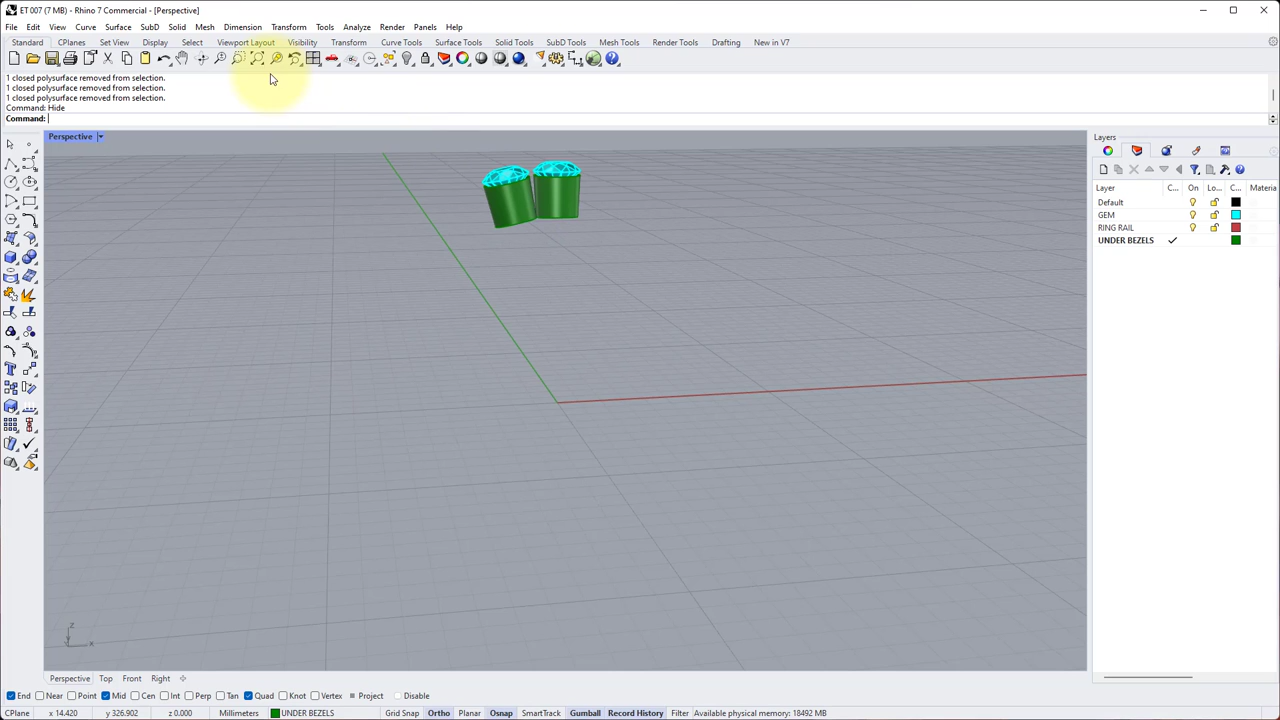 ET 007 (7 MB) - Rhino 7 Commercial - [Perspective]
File Edit View Curve Surface SubD Solid Mesh Dimension Transform Tools Analyze Render Panels Help
Standard CPlanes Set View Display Select Viewport Layout Visibility Transform Curve Tools Surface Tools Solid Tools SubD Tools Mesh Tools Render Tools Drafting New in V7
1 closed polysurface removed from selection.
1 closed polysurface removed from selection.
1 closed polysurface removed from selection.
Command: Hide
Command:
Perspective
Layers
Layer C... On Lo... C... Materia
Default
GEM
RING RAIL
UNDER BEZELS
z
x
Perspective Top Front Right
End Near Point Mid Cen Int Perp Tan Quad Knot Vertex Project Disable
CPlane x 14.420 y 326.902 z 0.000 Millimeters UNDER BEZELS Grid Snap Ortho Planar Osnap SmartTrack Gumball Record History Filter Available physical memory: 18492 MB